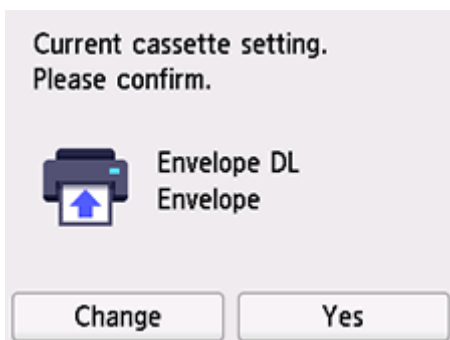 Current cassette setting.
Please confirm.
Envelope DL
Envelope
Change
Yes